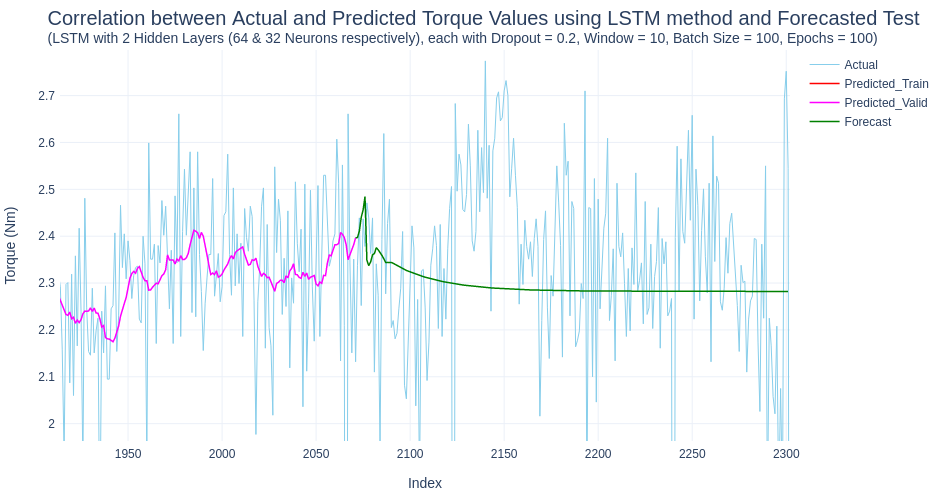 Correlation between Actual and Predicted Torque Values using LSTM method and Forecasted Test
(LSTM with 2 Hidden Layers (64 & 32 Neurons respectively), each with Dropout = 0.2, Window = 10, Batch Size = 100, Epochs = 100)
Actual
Predicted_Train
Predicted_Valid
Forecast
Torque (Nm)
2.7
2.6
2.5
2.4
2.3
2.2
2.1
2
1950 2000 2050 2100 2150 2200 2250 2300
Index